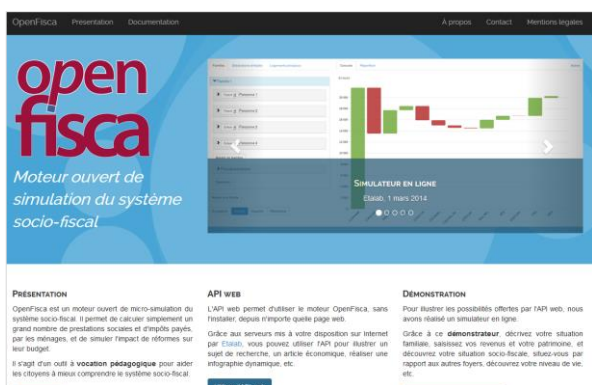 OpenFisca Présentation Documentation À propos Contact Mentions légales
open
fisca
Moteur ouvert de
simulation du système
socio-fiscal
SIMULATEUR EN LIGNE
Etalab, 1 mars 2014
PRÉSENTATION
OpenFisca est un moteur ouvert de micro-simulation du
système socio-fiscal. Il permet de calculer simplement un
grand nombre de prestations sociales et d'impôts payés
par les ménages, et de simuler l'impact de réformes sur
leur budget.
Il s'agit d'un outil à vocation pédagogique pour aider
les citoyens à mieux comprendre le système socio-fiscal.
API WEB
L'API web permet d'utiliser le moteur OpenFisca, sans
l'installer, depuis n'importe quelle page web.
Grâce aux serveurs mis à votre disposition sur Internet
par Etalab, vous pouvez utiliser l'API pour illustrer un
sujet de recherche, un article économique, réaliser une
infographie dynamique, etc.
DÉMONSTRATION
Pour illustrer les possibilités offertes par l'API web, nous
avons réalisé un simulateur en ligne.
Grâce à ce démonstrateur, décrivez votre situation
familiale, saisissez vos revenus et votre patrimoine, et
découvrez votre situation socio-fiscale, situez-vous par
rapport aux autres foyers, découvrez votre niveau de vie,
etc.